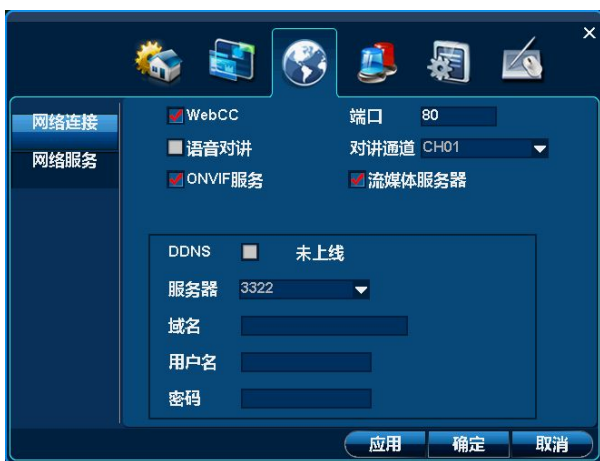 网络连接
网络服务
WebCC 端口 80
语音对讲 对讲通道 CH01
ONVIF服务 流媒体服务器
DDNS 未上线
服务器 3322
域名
用户名
密码
应用 确定 取消